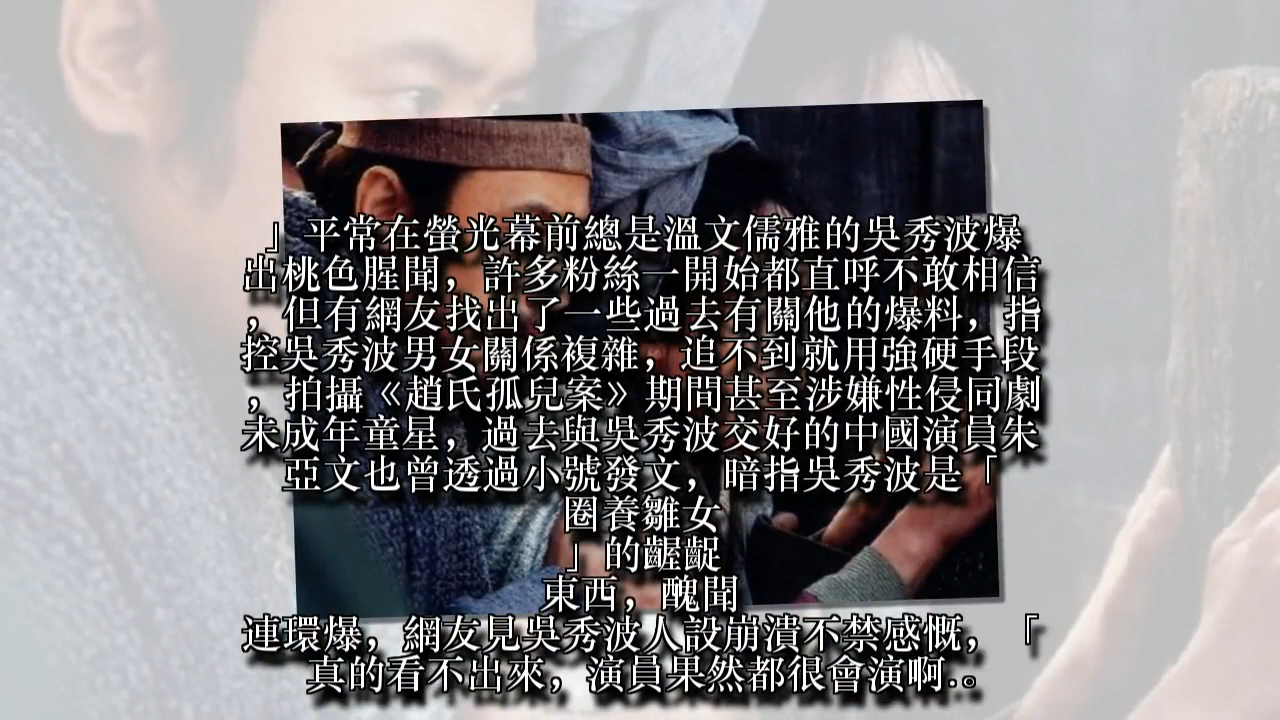 」平常在螢光幕前總是溫文儒雅的吳秀波爆
出桃色腥聞，許多粉絲一開始都直呼不敢相信
，但有網友找出了一些過去有關他的爆料，指
控吳秀波男女關係複雜，追不到就用強硬手段
，拍攝《趙氏孤兒案》期間甚至涉嫌性侵同劇
未成年童星，過去與吳秀波交好的中國演員朱
亞文也曾透過小號發文，暗指吳秀波是「
圈養雛女
」的齷齪
東西，醜聞
連環爆，網友見吳秀波人設崩潰不禁感慨，「
真的看不出來，演員果然都很會演啊.。